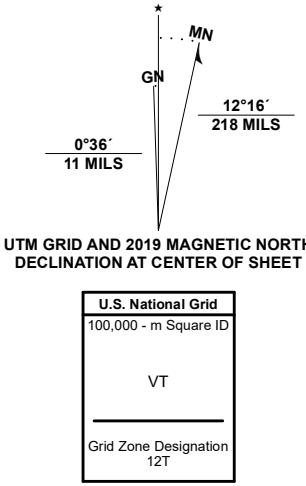 ★
MN
GN
12°16´
218 MILS
0°36´
11 MILS
UTM GRID AND 2019 MAGNETIC NORTH
DECLINATION AT CENTER OF SHEET
U.S. National Grid
100,000 - m Square ID
VT
Grid Zone Designation
12T